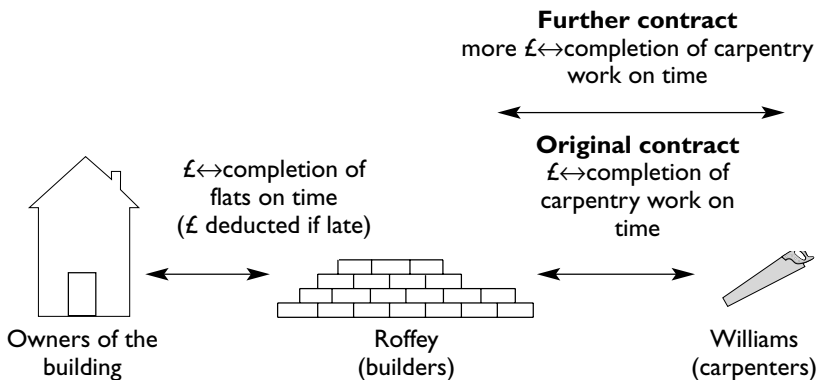 Further contract
more £↔completion of carpentry
work on time
Original contract
£↔completion of
carpentry work on
time
£↔completion of
flats on time
(£ deducted if late)
Owners of the
building
Roffey
(builders)
Williams
(carpenters)